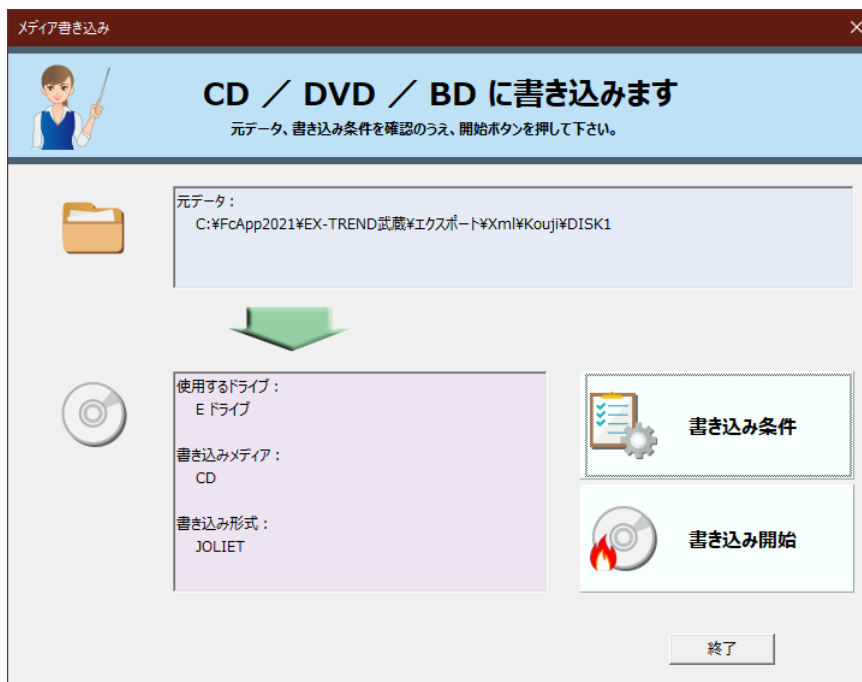 メディア書き込み
CD ／ DVD ／ BD に書き込みます
元データ、書き込み条件を確認のうえ、開始ボタンを押して下さい。
元データ：
C:¥FcApp2021¥EX-TREND武蔵¥エクスポート¥Xml¥Kouji¥DISK1
使用するドライブ：
E ドライブ
書き込みメディア：
CD
書き込み形式：
JOLIET
書き込み条件
書き込み開始
終了